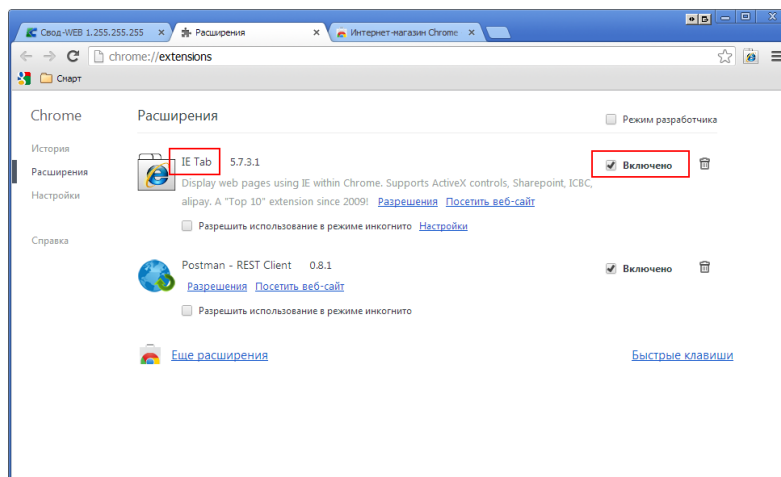 Свод-WEB 1.255.255.255
Расширения
Интернет-магазин Chrome
chrome://extensions
Смарт
Chrome
Расширения
Режим разработчика
История
Расширения
Настройки
Справка
IE Tab 5.7.3.1
Включено
Display web pages using IE within Chrome. Supports ActiveX controls, Sharepoint, ICBC,
alipay. A "Top 10" extension since 2009! Разрешения Посетить веб-сайт
Разрешить использование в режиме инкогнито Настройки
Postman - REST Client 0.8.1
Включено
Разрешения Посетить веб-сайт
Разрешить использование в режиме инкогнито
Еще расширения
Быстрые клавиши